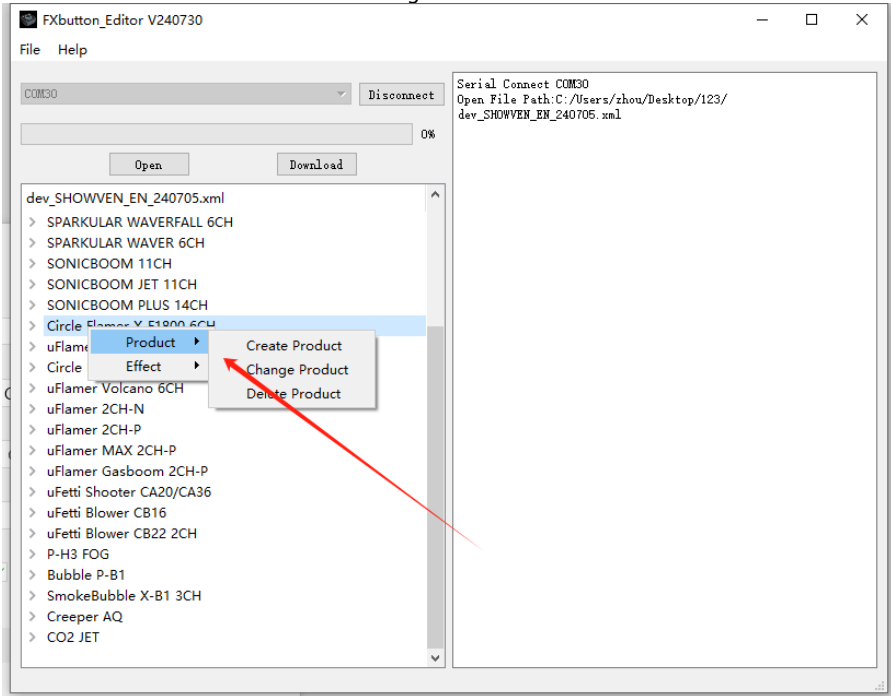 FXbutton_Editor V240730
File Help
COM30
Disconnect
0%
Open
Download
dev_SHOWVEN_EN_240705.xml
SPARKULAR WAVERFALL 6CH
SPARKULAR WAVER 6CH
SONICBOOM 11CH
SONICBOOM JET 11CH
SONICBOOM PLUS 14CH
Circle Flamer X-F1800 6CH
uFlame
Circle
uFlamer Volcano 6CH
uFlamer 2CH-N
uFlamer 2CH-P
uFlamer MAX 2CH-P
uFlamer Gasboom 2CH-P
uFetti Shooter CA20/CA36
uFetti Blower CB16
uFetti Blower CB22 2CH
P-H3 FOG
Bubble P-B1
SmokeBubble X-B1 3CH
Creeper AQ
CO2 JET
Product
Effect
Create Product
Change Product
Delete Product
Serial Connect COM30
Open File Path:C:/Users/zhou/Desktop/123/
dev_SHOWVEN_EN_240705.xml